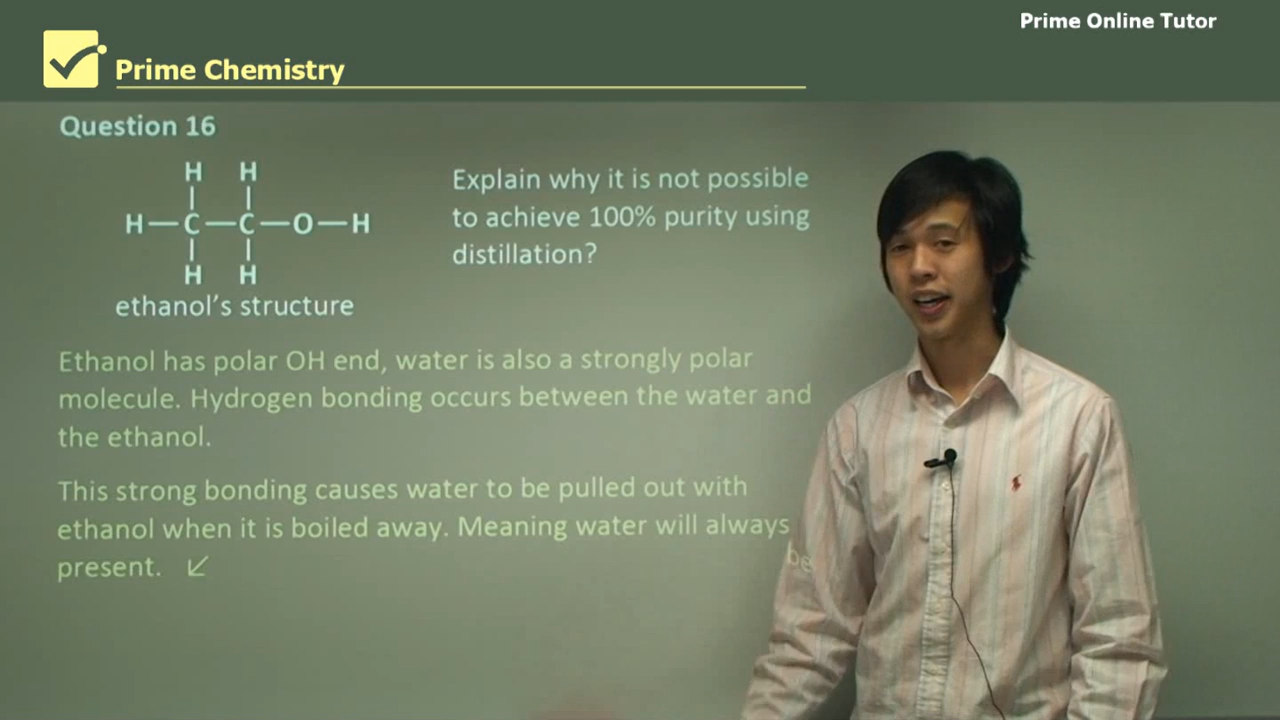 Prime Online Tutor
Prime Chemistry
Question 16
H H
H—C—C—O—H
H H
ethanol's structure
Explain why it is not possible
to achieve 100% purity using
distillation?
Ethanol has polar OH end, water is also a strongly polar
molecule. Hydrogen bonding occurs between the water and
the ethanol.
This strong bonding causes water to be pulled out with
ethanol when it is boiled away. Meaning water will always
be
present. ↙